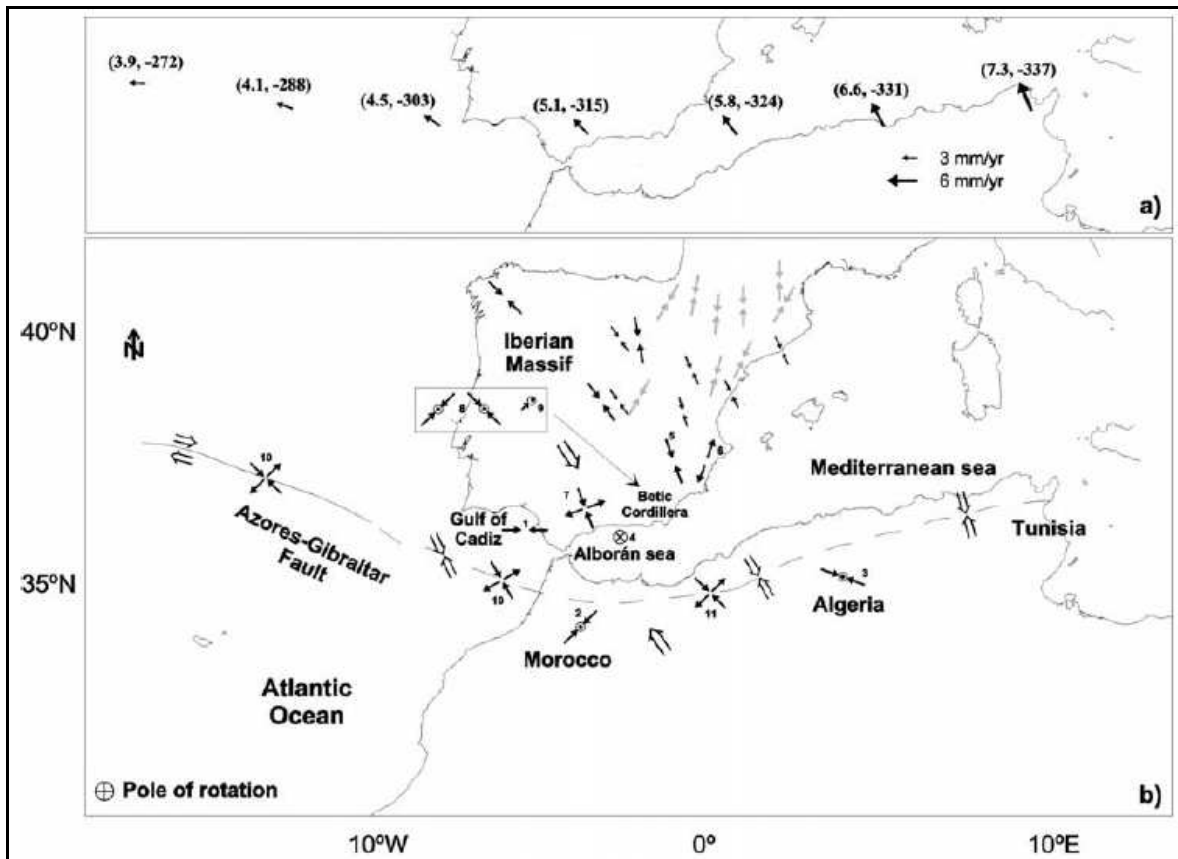 (3.9, -272)
(4.1, -288)
(4.5, -303)
(5.1, -315)
(5.8, -324)
(6.6, -331)
(7.3, -337)
3 mm/yr
6 mm/yr
a)
40ºN
N
Iberian
Massif
8
9
5
6
Mediterranean sea
10
7
Betic
Cordillera
Azores-Gibraltar
Fault
Gulf of
Cadiz
1
4
Alborán sea
Tunisia
35ºN
10
11
3
Algeria
2
Morocco
Atlantic
Ocean
Pole of rotation
b)
10ºW
0º
10ºE